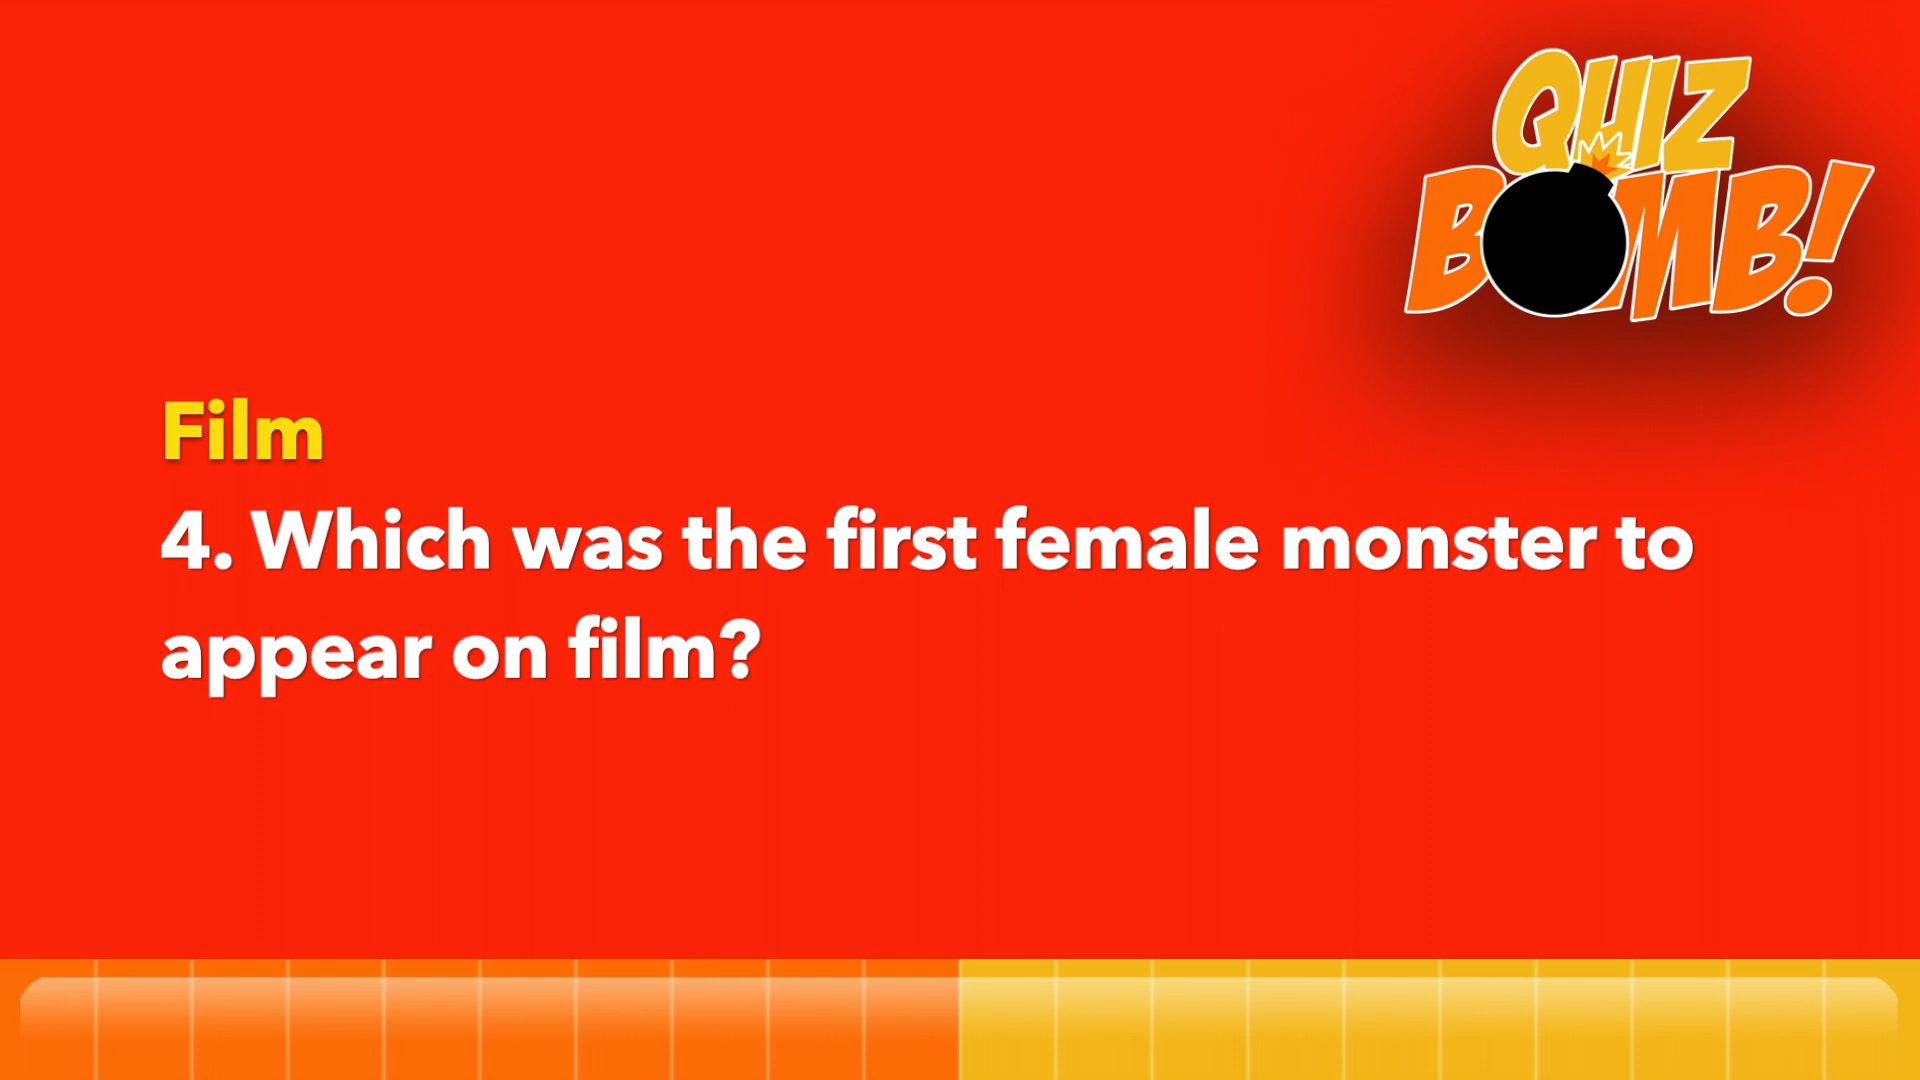 QUIZ
BOMB!
Film
4. Which was the first female monster to
appear on film?